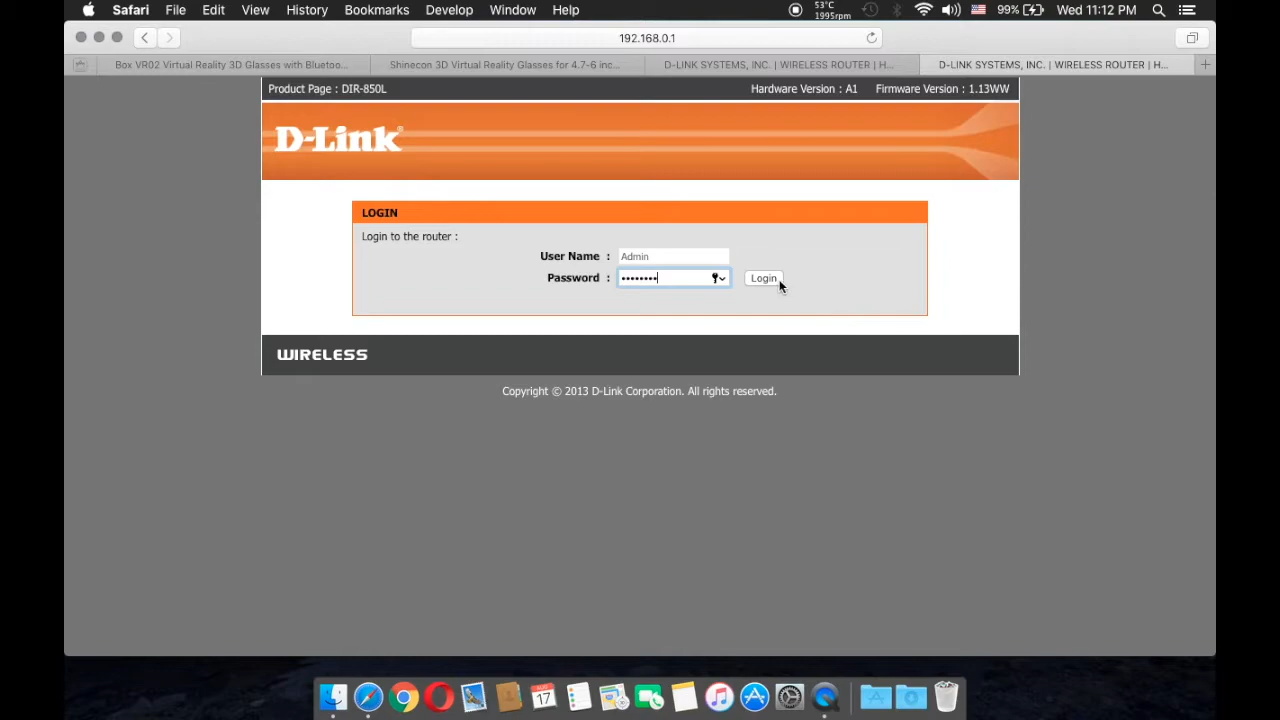 Safari File Edit View History Bookmarks Develop Window Help 53°C 1995rpm 99% Wed 11:12 PM
192.168.0.1
Box VR02 Virtual Reality 3D Glasses with Bluetoo... Shinecon 3D Virtual Reality Glasses for 4.7-6 inc... D-LINK SYSTEMS, INC. | WIRELESS ROUTER | H... D-LINK SYSTEMS, INC. | WIRELESS ROUTER | H...
Product Page : DIR-850L Hardware Version : A1 Firmware Version : 1.13WW
D-Link®
LOGIN
Login to the router :
User Name : Admin
Password : •••••••• Login
WIRELESS
Copyright © 2013 D-Link Corporation. All rights reserved.
17